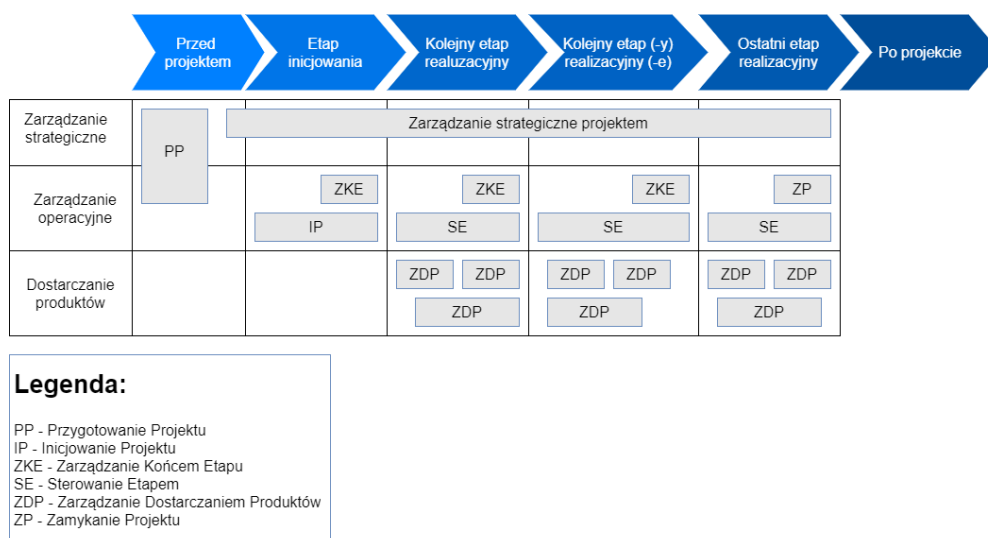 Przed
projektem
Etap
inicjowania
Kolejny etap
realuzacyjny
Kolejny etap (-y)
realizacyjny (-e)
Ostatni etap
realizacyjny
Po projekcie
Zarządzanie
strategiczne
PP
Zarządzanie strategiczne projektem
Zarządzanie
operacyjne
ZKE
ZKE
ZKE
ZP
IP
SE
SE
SE
Dostarczanie
produktów
ZDP ZDP
ZDP ZDP
ZDP ZDP
ZDP
ZDP
ZDP
Legenda:
PP - Przygotowanie Projektu
IP - Inicjowanie Projektu
ZKE - Zarządzanie Końcem Etapu
SE - Sterowanie Etapem
ZDP - Zarządzanie Dostarczaniem Produktów
ZP - Zamykanie Projektu